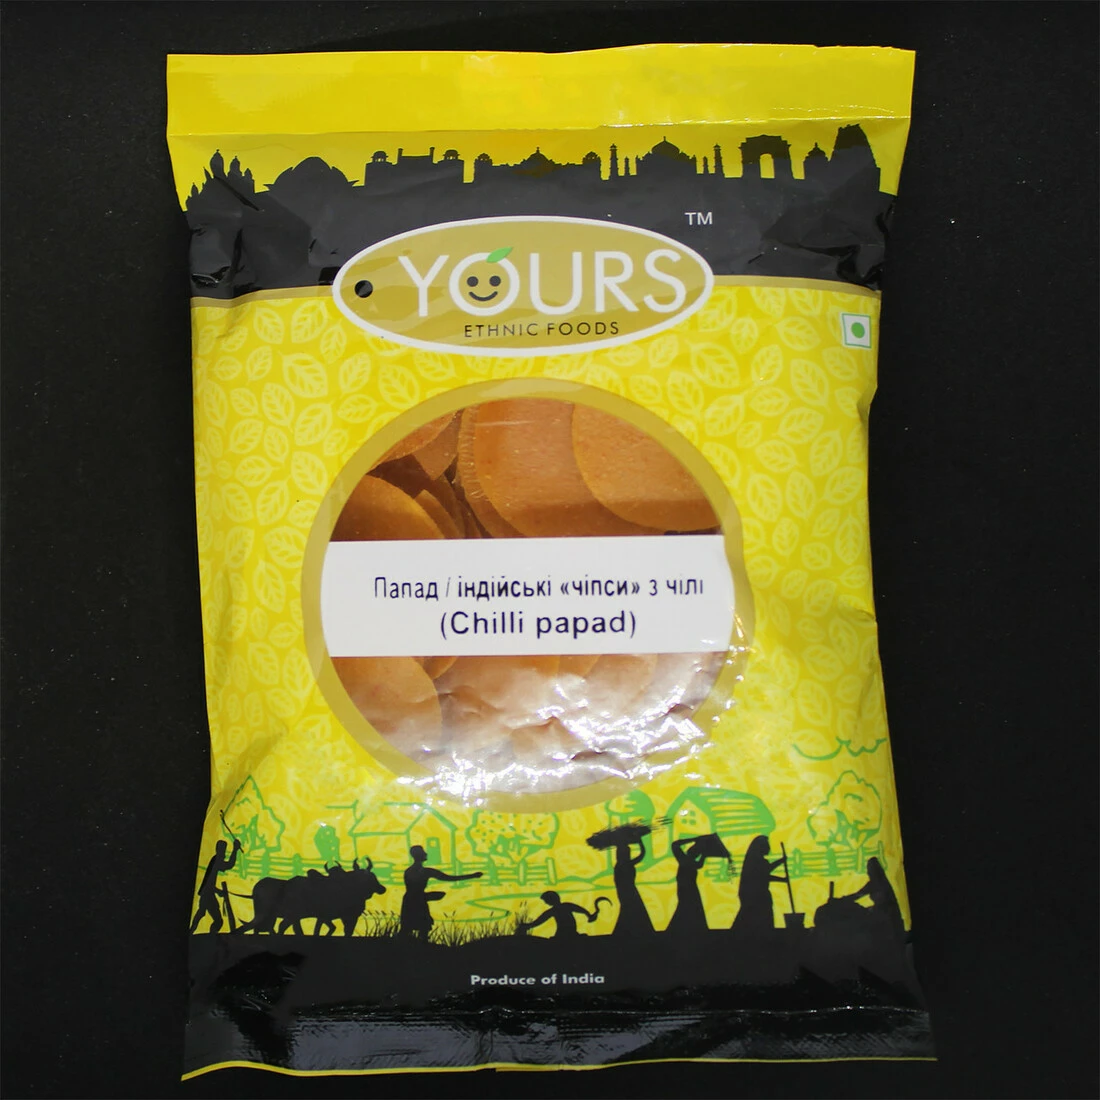 TM
YOURS
ETHNIC FOODS
Папад / індійські «чіпси» з чілі
(Chilli papad)
Produce of India